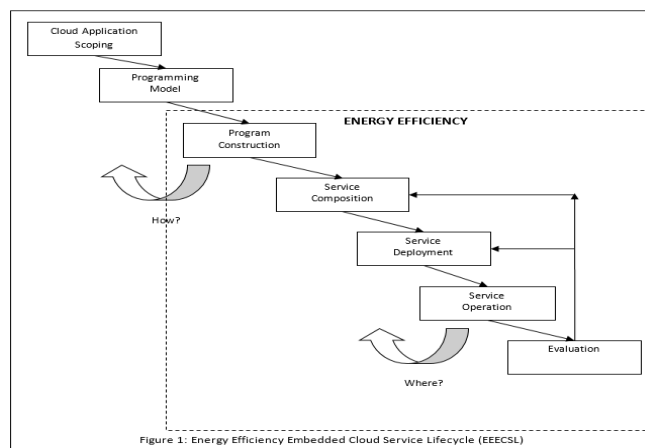 Cloud Application
Scoping
Programming
Model
ENERGY EFFICIENCY
Program
Construction
Service
Composition
How?
Service
Deployment
Service
Operation
Evaluation
Where?
Figure 1: Energy Efficiency Embedded Cloud Service Lifecycle (EEECSL)